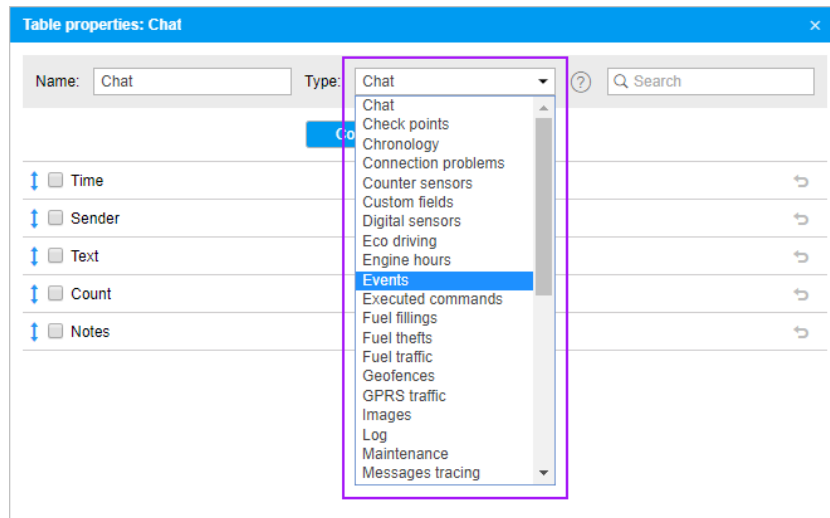 Table properties: Chat
Name: Chat Type: Chat ? Search
Chat
Check points
Chronology
Connection problems
Counter sensors
Custom fields
Digital sensors
Eco driving
Engine hours
Events
Executed commands
Fuel fillings
Fuel thefts
Fuel traffic
Geofences
GPRS traffic
Images
Log
Maintenance
Messages tracing
Co
Time
Sender
Text
Count
Notes